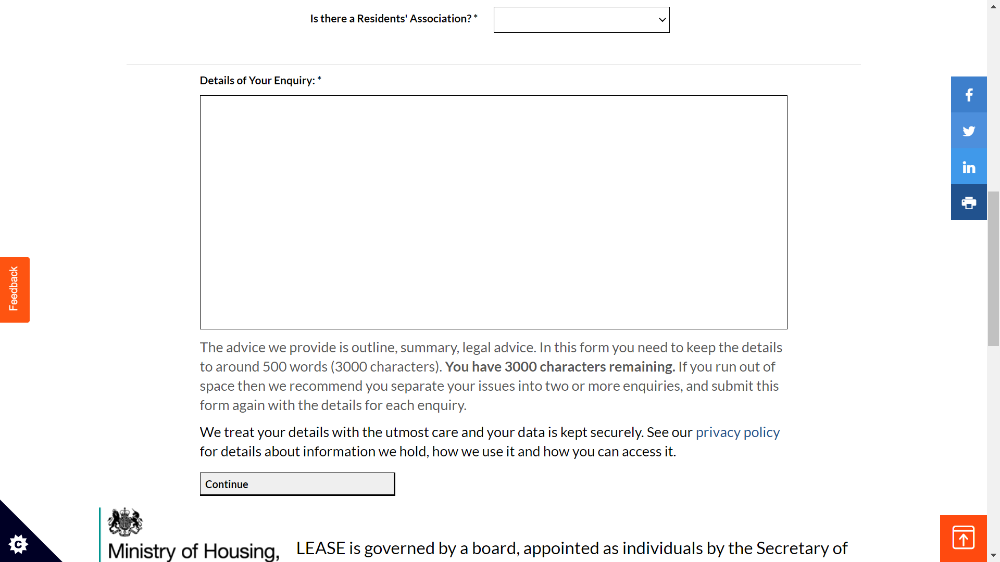 Is there a Residents' Association? *
Details of Your Enquiry: *
Feedback
The advice we provide is outline, summary, legal advice. In this form you need to keep the details
to around 500 words (3000 characters). You have 3000 characters remaining. If you run out of
space then we recommend you separate your issues into two or more enquiries, and submit this
form again with the details for each enquiry.
We treat your details with the utmost care and your data is kept securely. See our privacy policy
for details about information we hold, how we use it and how you can access it.
Continue
Ministry of Housing,
LEASE is governed by a board, appointed as individuals by the Secretary of